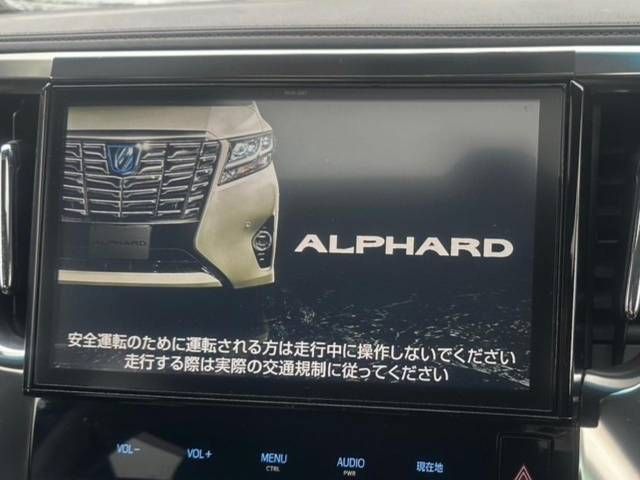 ALPHARD
ALPHARD
安全運転のために運転される方は走行中に操作しないでください
走行する際は実際の交通規制に従ってください
VOL−
VOL+
MENU
CTRL
AUDIO
PWR
現在地